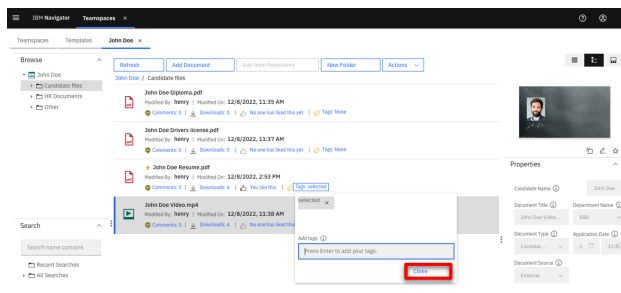 IBM Navigator Teamspaces ×
Teamspaces Templates John Doe ×
Browse
John Doe
Candidate files
HR Documents
Other
Refresh Add Document Add from Repository New Folder Actions
John Doe / Candidate files
John Doe Diploma.pdf
Modified By: henry | Modified On: 12/8/2022, 11:35 AM
Comments: 0 | Downloads: 0 | No one has liked this yet | Tags: None
John Doe Drivers license.pdf
Modified By: henry | Modified On: 12/8/2022, 11:37 AM
Comments: 0 | Downloads: 0 | No one has liked this yet | Tags: None
John Doe Resume.pdf
Modified By: henry | Modified On: 12/8/2022, 2:53 PM
Comments: 0 | Downloads: 4 | You like this | Tags: selected
John Doe Video.mp4
Modified By: henry | Modified On: 12/8/2022, 11:38 AM
Comments: 0 | Downloads: 4 | No one has liked this
selected ×
Add tags:
Press Enter to add your tags.
Close
Search
Search name contains
Recent Searches
All Searches
Properties
Candidate Name John Doe
Document Title Department Name
John Doe Video... R&D
Document Type Application Date
Candidat... 1 12:0
Document Source
External